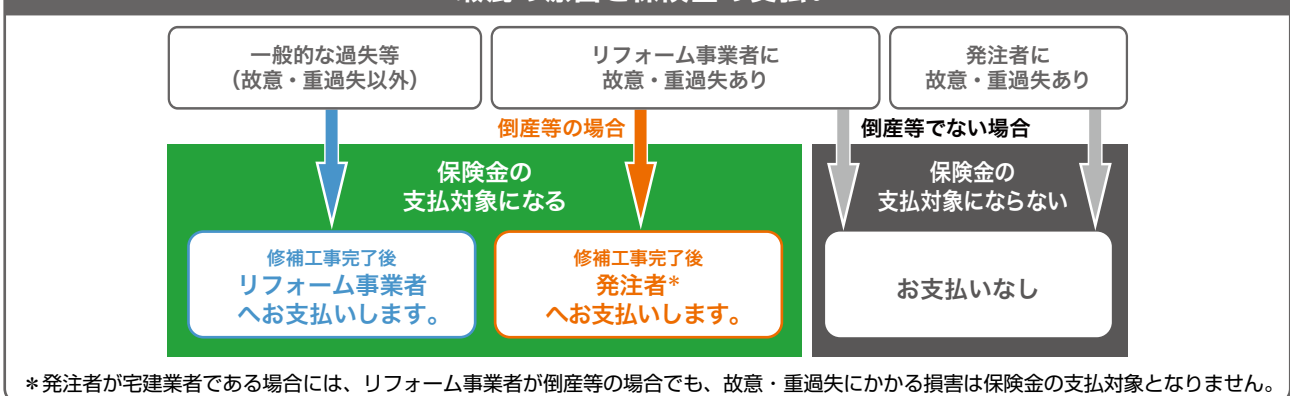 一般的な過失等
（故意・重過失以外）
リフォーム事業者に
故意・重過失あり
発注者に
故意・重過失あり
倒産等の場合
倒産等でない場合
保険金の
支払対象になる
保険金の
支払対象にならない
修補工事完了後
リフォーム事業者
へお支払いします。
修補工事完了後
発注者*
へお支払いします。
お支払いなし
*発注者が宅建業者である場合には、リフォーム事業者が倒産等の場合でも、故意・重過失にかかる損害は保険金の支払対象となりません。